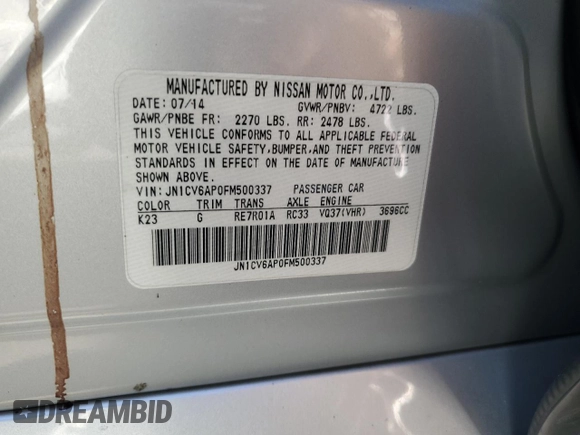 MANUFACTURED BY NISSAN MOTOR CO.,LTD.
DATE: 07/14 GVWR/PNBV: 4722 LBS.
GAWR/PNBE FR: 2270 LBS. RR: 2478 LBS.
THIS VEHICLE CONFORMS TO ALL APPLICABLE FEDERAL
MOTOR VEHICLE SAFETY,BUMPER,AND THEFT PREVENTION
STANDARDS IN EFFECT ON THE DATE OF MANUFACTURE
SHOWN ABOVE.
VIN: JN1CV6AP0FM500337 PASSENGER CAR
COLOR TRIM TRANS AXLE ENGINE
K23 G RE7R01A RC33 VQ37(VHR) 3696CC
JN1CV6AP0FM500337
DREAMBID